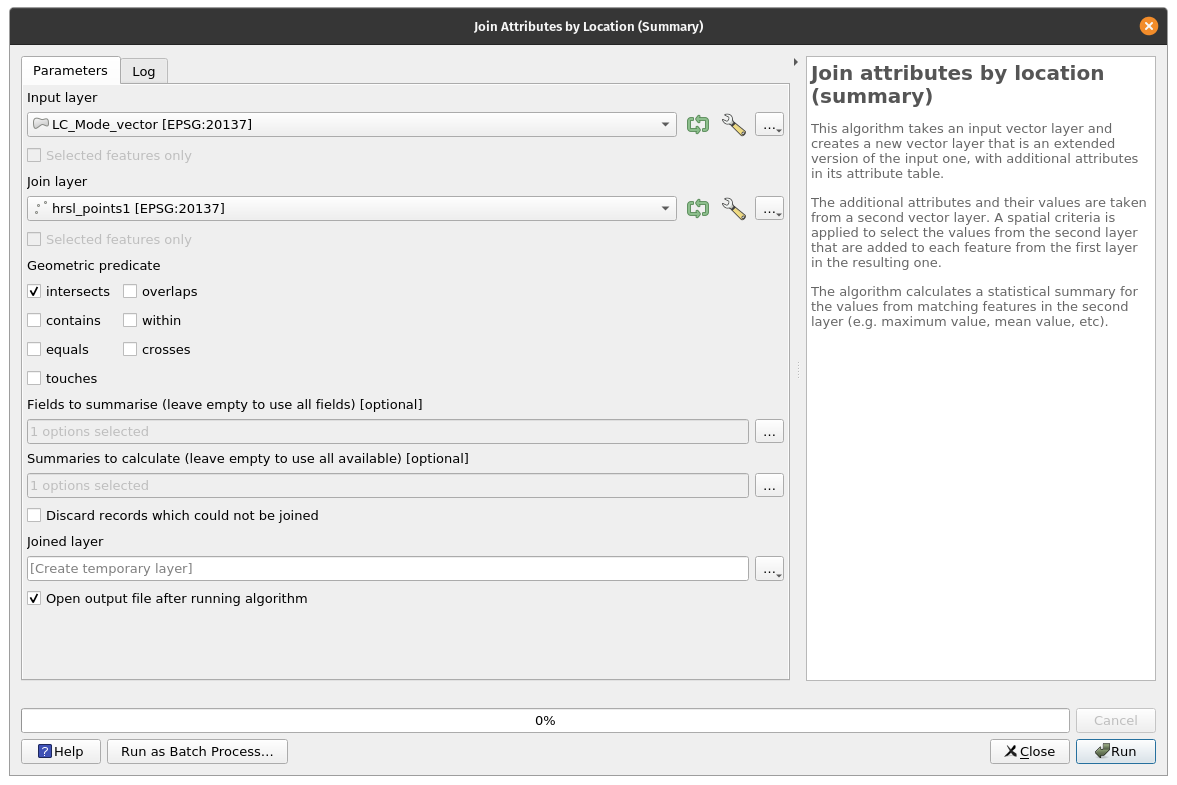 Join Attributes by Location (Summary)
Parameters
Log
Input layer
LC_Mode_vector [EPSG:20137]
...
Selected features only
Join layer
hrsl_points1 [EPSG:20137]
...
Selected features only
Geometric predicate
intersects
overlaps
contains
within
equals
crosses
touches
Fields to summarise (leave empty to use all fields) [optional]
1 options selected
...
Summaries to calculate (leave empty to use all available) [optional]
1 options selected
...
Discard records which could not be joined
Joined layer
[Create temporary layer]
...
Open output file after running algorithm
Join attributes by location
(summary)
This algorithm takes an input vector layer and
creates a new vector layer that is an extended
version of the input one, with additional attributes
in its attribute table.
The additional attributes and their values are taken
from a second vector layer. A spatial criteria is
applied to select the values from the second layer
that are added to each feature from the first layer
in the resulting one.
The algorithm calculates a statistical summary for
the values from matching features in the second
layer (e.g. maximum value, mean value, etc).
0%
Cancel
? Help
Run as Batch Process...
Close
Run